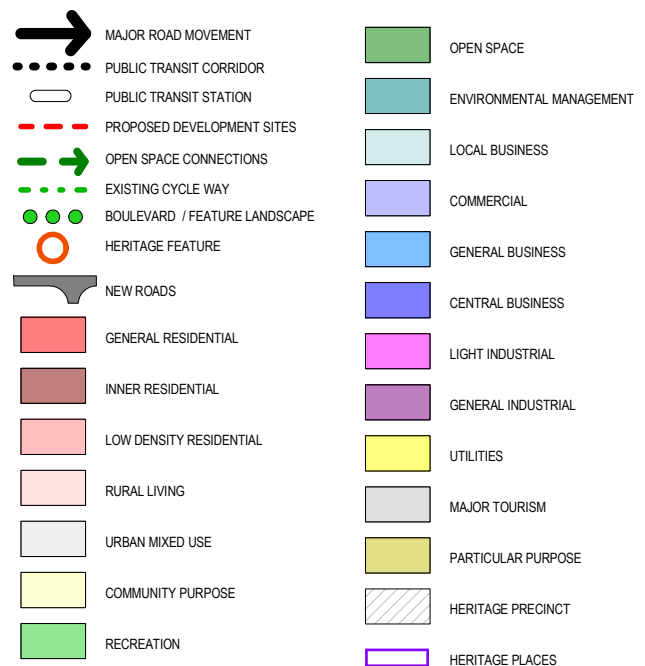 MAJOR ROAD MOVEMENT
PUBLIC TRANSIT CORRIDOR
PUBLIC TRANSIT STATION
PROPOSED DEVELOPMENT SITES
OPEN SPACE CONNECTIONS
EXISTING CYCLE WAY
BOULEVARD / FEATURE LANDSCAPE
HERITAGE FEATURE
NEW ROADS
GENERAL RESIDENTIAL
INNER RESIDENTIAL
LOW DENSITY RESIDENTIAL
RURAL LIVING
URBAN MIXED USE
COMMUNITY PURPOSE
RECREATION
OPEN SPACE
ENVIRONMENTAL MANAGEMENT
LOCAL BUSINESS
COMMERCIAL
GENERAL BUSINESS
CENTRAL BUSINESS
LIGHT INDUSTRIAL
GENERAL INDUSTRIAL
UTILITIES
MAJOR TOURISM
PARTICULAR PURPOSE
HERITAGE PRECINCT
HERITAGE PLACES